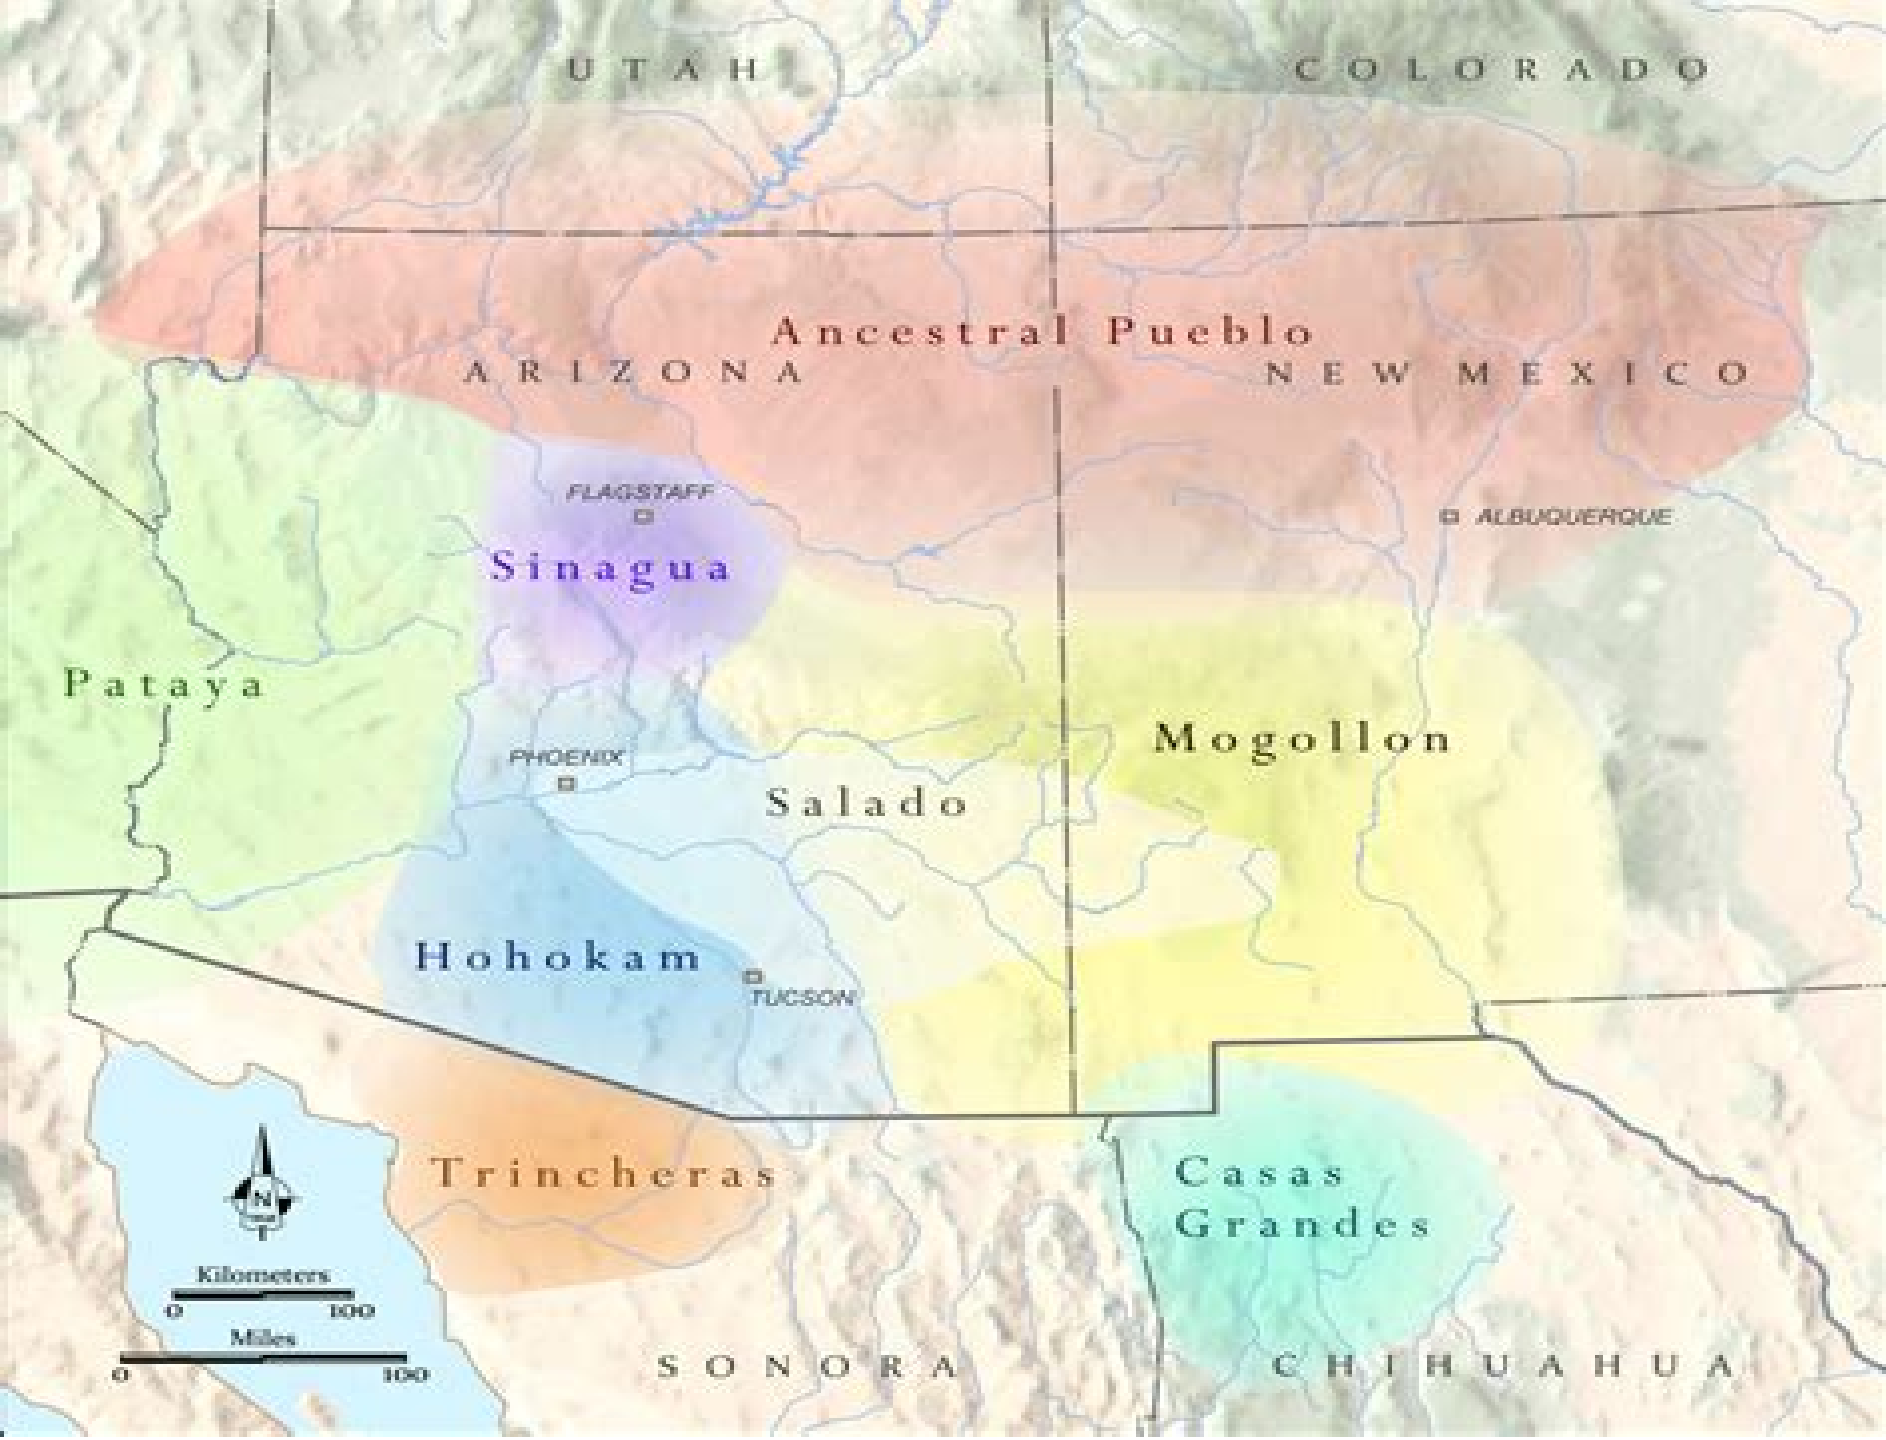 UTAH
COLORADO
Ancestral Pueblo
ARIZONA
NEW MEXICO
FLAGSTAFF
ALBUQUERQUE
Sinagua
Pataya
Mogollon
PHOENIX
Salado
Hohokam
TUCSON
Trincheras
Casas
Grandes
N
Kilometers
0 100
Miles
0 100
SONORA
CHIHUAHUA